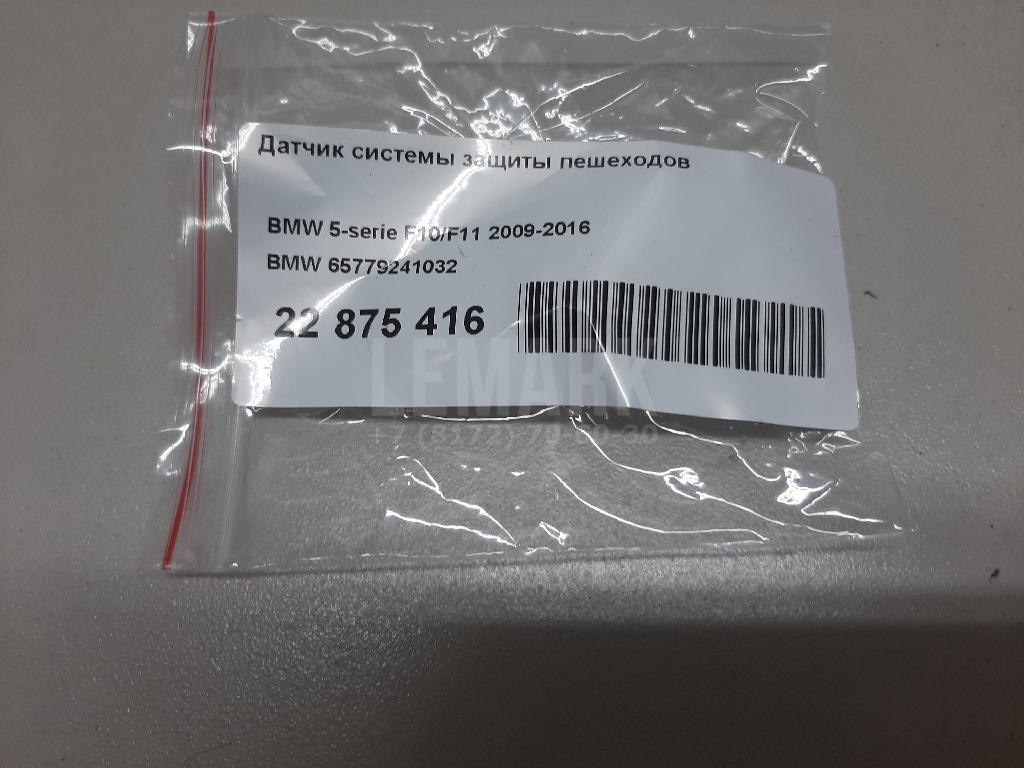 Датчик системы защиты пешеходов
BMW 5-serie F10/F11 2009-2016
BMW 65779241032
22 875 416
LEMARK